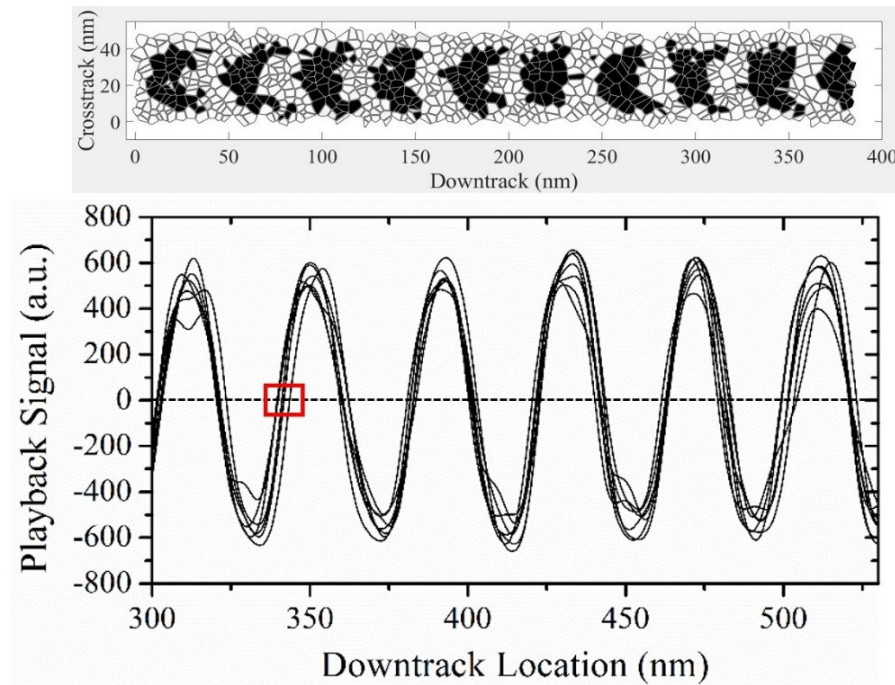 Crosstrack (nm)
40
20
0
0 50 100 150 200 250 300 350 400
Downtrack (nm)
Playback Signal (a.u.)
800
600
400
200
0
-200
-400
-600
-800
300 350 400 450 500
Downtrack Location (nm)